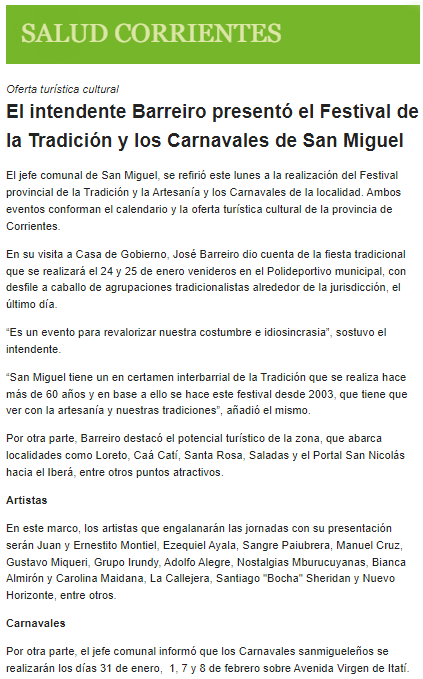 SALUD CORRIENTES
Oferta turística cultural
El intendente Barreiro presentó el Festival de
la Tradición y los Carnavales de San Miguel
El jefe comunal de San Miguel, se refirió este lunes a la realización del Festival
provincial de la Tradición y la Artesanía y los Carnavales de la localidad. Ambos
eventos conforman el calendario y la oferta turística cultural de la provincia de
Corrientes.
En su visita a Casa de Gobierno, José Barreiro dio cuenta de la fiesta tradicional
que se realizará el 24 y 25 de enero venideros en el Polideportivo municipal, con
desfile a caballo de agrupaciones tradicionalistas alrededor de la jurisdicción, el
último día.
“Es un evento para revalorizar nuestra costumbre e idiosincrasia”, sostuvo el
intendente.
“San Miguel tiene un en certamen interbarrial de la Tradición que se realiza hace
más de 60 años y en base a ello se hace este festival desde 2003, que tiene que
ver con la artesanía y nuestras tradiciones”, añadió el mismo.
Por otra parte, Barreiro destacó el potencial turístico de la zona, que abarca
localidades como Loreto, Caá Catí, Santa Rosa, Saladas y el Portal San Nicolás
hacia el Iberá, entre otros puntos atractivos.
Artistas
En este marco, los artistas que engalanarán las jornadas con su presentación
serán Juan y Ernestito Montiel, Ezequiel Ayala, Sangre Paiubrera, Manuel Cruz,
Gustavo Miqueri, Grupo Irundy, Adolfo Alegre, Nostalgias Mburucuyanas, Bianca
Almirón y Carolina Maidana, La Callejera, Santiago "Bocha" Sheridan y Nuevo
Horizonte, entre otros.
Carnavales
Por otra parte, el jefe comunal informó que los Carnavales sanmigueleños se
realizarán los días 31 de enero,  1, 7 y 8 de febrero sobre Avenida Virgen de Itatí.